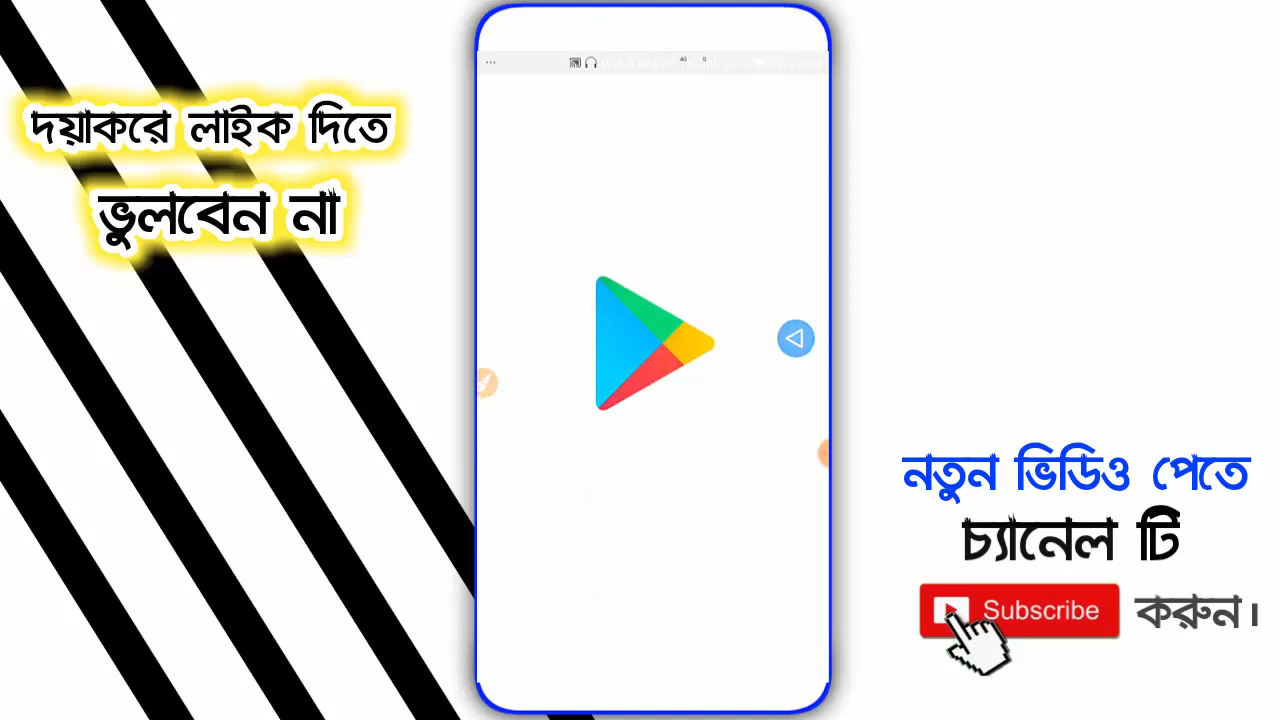 দয়াকরে লাইক দিতে
ভুলবেন না
নতুন ভিডিও পেতে
চ্যানেল টি
Subscribe করুন।